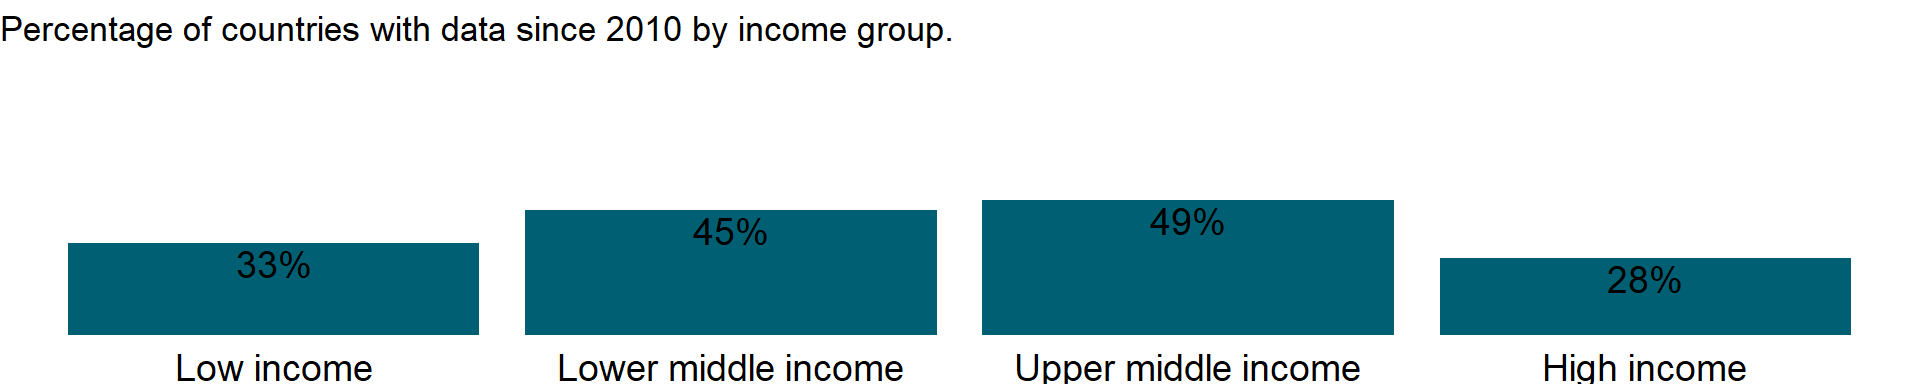 Percentage of countries with data since 2010 by income group.
33%
45%
49%
28%
Low income
Lower middle income
Upper middle income
High income